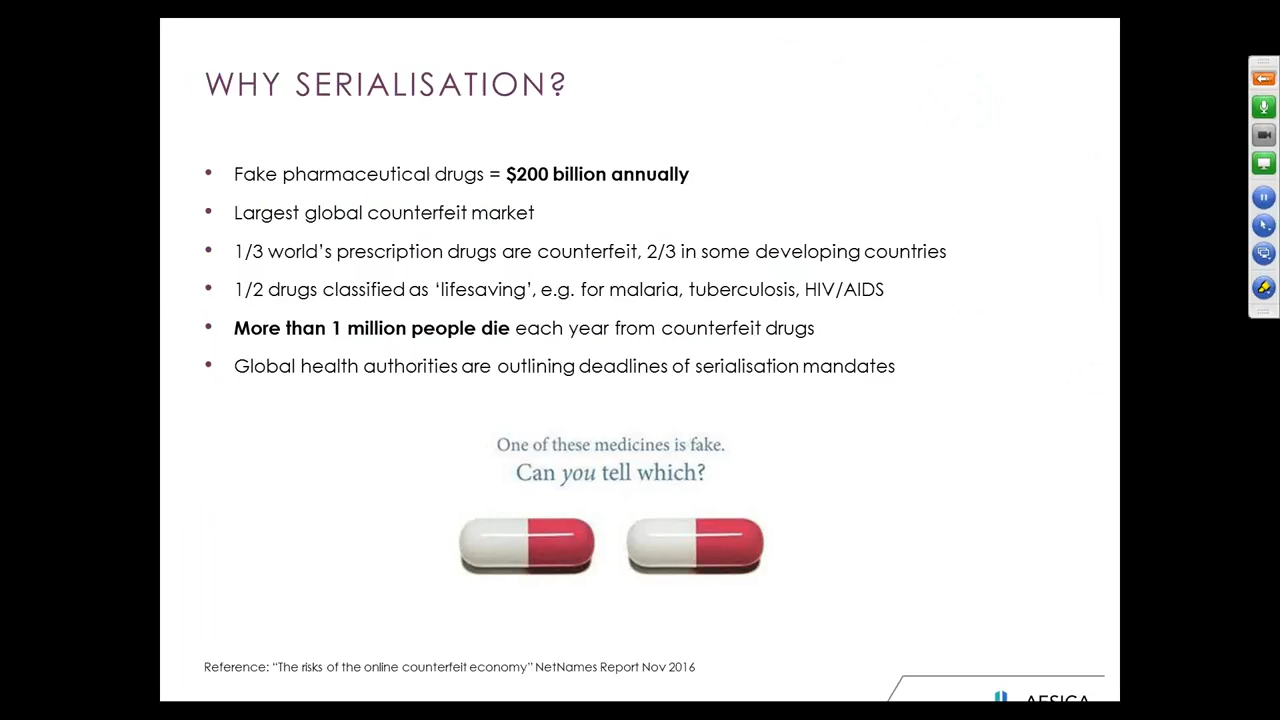 WHY SERIALISATION?
• Fake pharmaceutical drugs = $200 billion annually
• Largest global counterfeit market
• 1/3 world’s prescription drugs are counterfeit, 2/3 in some developing countries
• 1/2 drugs classified as ‘lifesaving’, e.g. for malaria, tuberculosis, HIV/AIDS
• More than 1 million people die each year from counterfeit drugs
• Global health authorities are outlining deadlines of serialisation mandates
One of these medicines is fake.
Can you tell which?
Reference: “The risks of the online counterfeit economy” NetNames Report Nov 2016
AESICA